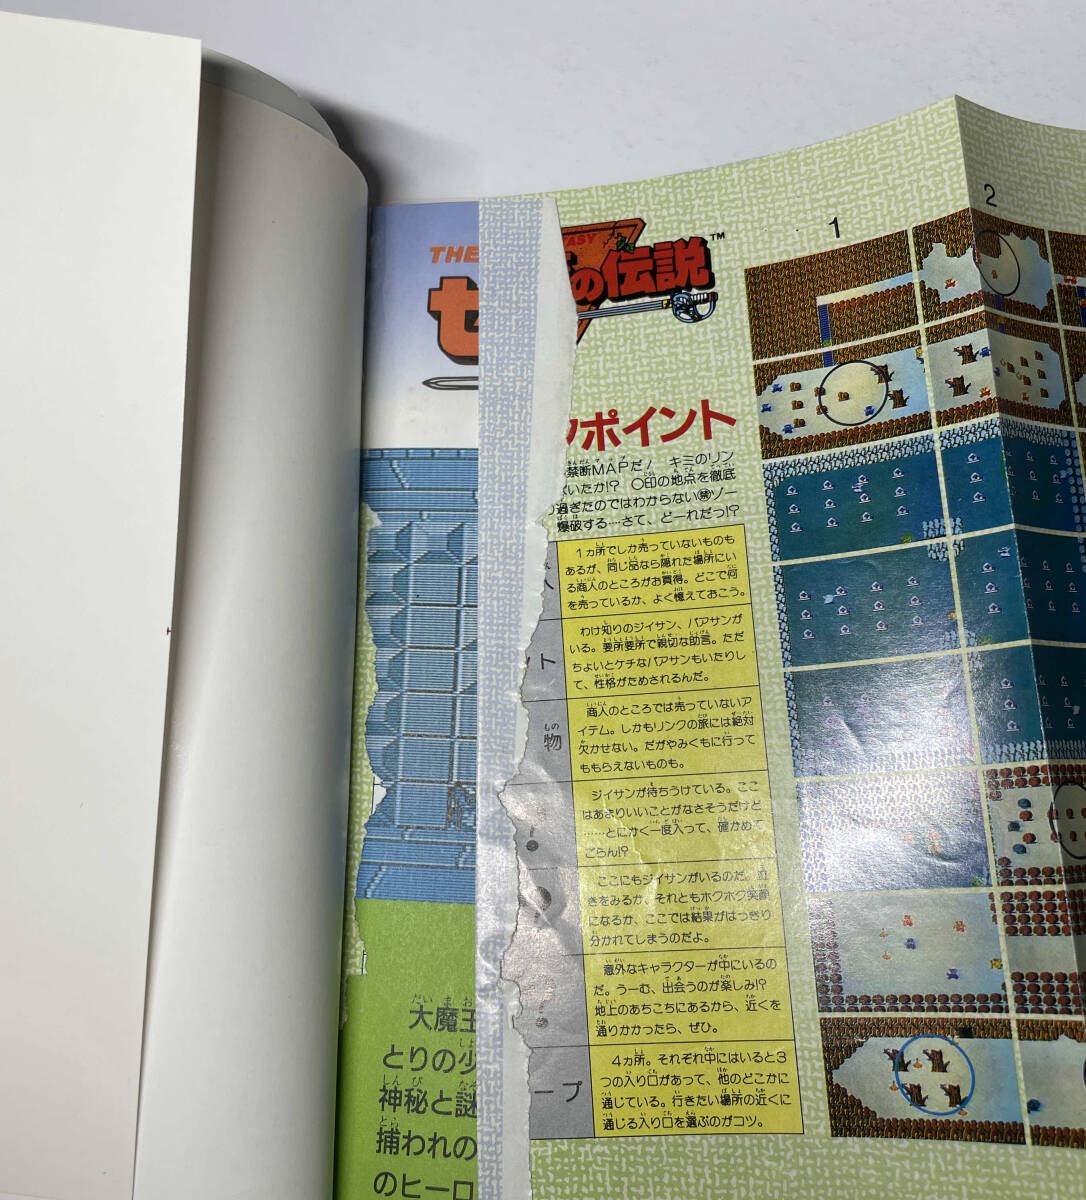 THE
ASY
の伝説
TM
1
2
ポイント
禁断MAPだ! キミのリン
いたか!? ○印の地点を徹底
過ぎたのではわからない㊙ゾー
爆破する……さて、どーれだっ!?
1ヵ所でしか売っていないものも
あるが、同じ品なら隠れた場所にい
る商人のところがお買得。どこで何
を売っているか、よく憶えておこう。
ント
わけ知りのジイサン、バアサンが
いる。要所要所で親切な助言。ただ
ちょいとケチなバアサンもいたりし
て、性格がためされるんだ。
物
商人のところでは売っていないア
イテム。しかもリンクの旅には絶対
欠かせない。だがやみくもに行って
ももらえないものも。
ジイサンが待ちうけている。ここ
はあまりいいことがなさそうだけど
……とにかく一度入って、確かめて
ごらん!?
ここにもジイサンがいるのだ。泣
きをみるか、それともホクホク笑顔
になるか、ここでは結果がはっきり
分かれてしまうのだよ。
意外なキャラクターが中にいるの
だ。うーむ、出会うのが楽しみ!?
地上のあちこちにあるから、近くを
通りかかったら、ぜひ。
ープ
4ヵ所。それぞれ中にはいると3
つの入り口があって、他のどこかに
通じている。行きたい場所の近くに
通じる入り口を選ぶのがコツ。
大魔王
とりの少
神秘と謎
捕われの
のヒーロ